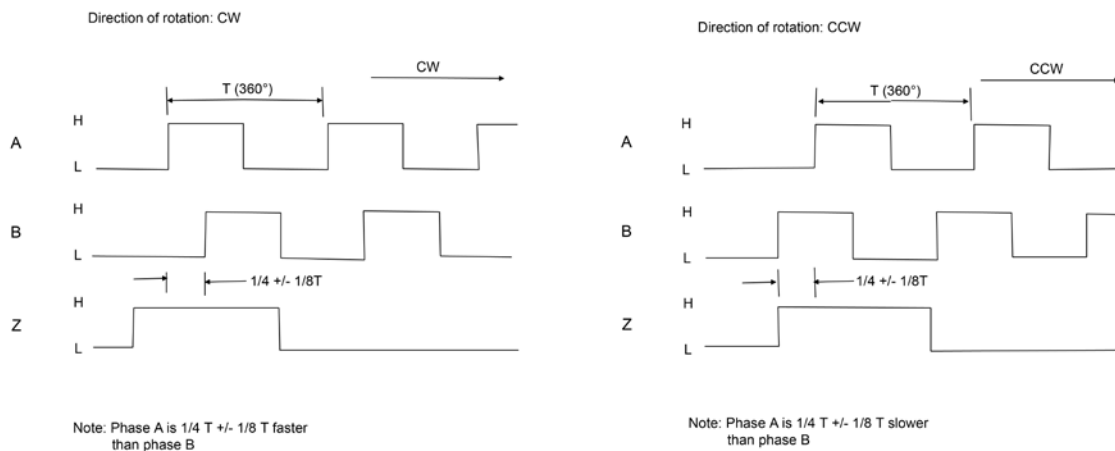 Direction of rotation: CW
CW
T (360°)
H
A
L
H
B
L
1/4 +/- 1/8T
H
Z
L
Note: Phase A is 1/4 T +/- 1/8 T faster
than phase B
Direction of rotation: CCW
CCW
T (360°)
H
A
L
H
B
L
1/4 +/- 1/8T
H
Z
L
Note: Phase A is 1/4 T +/- 1/8 T slower
than phase B